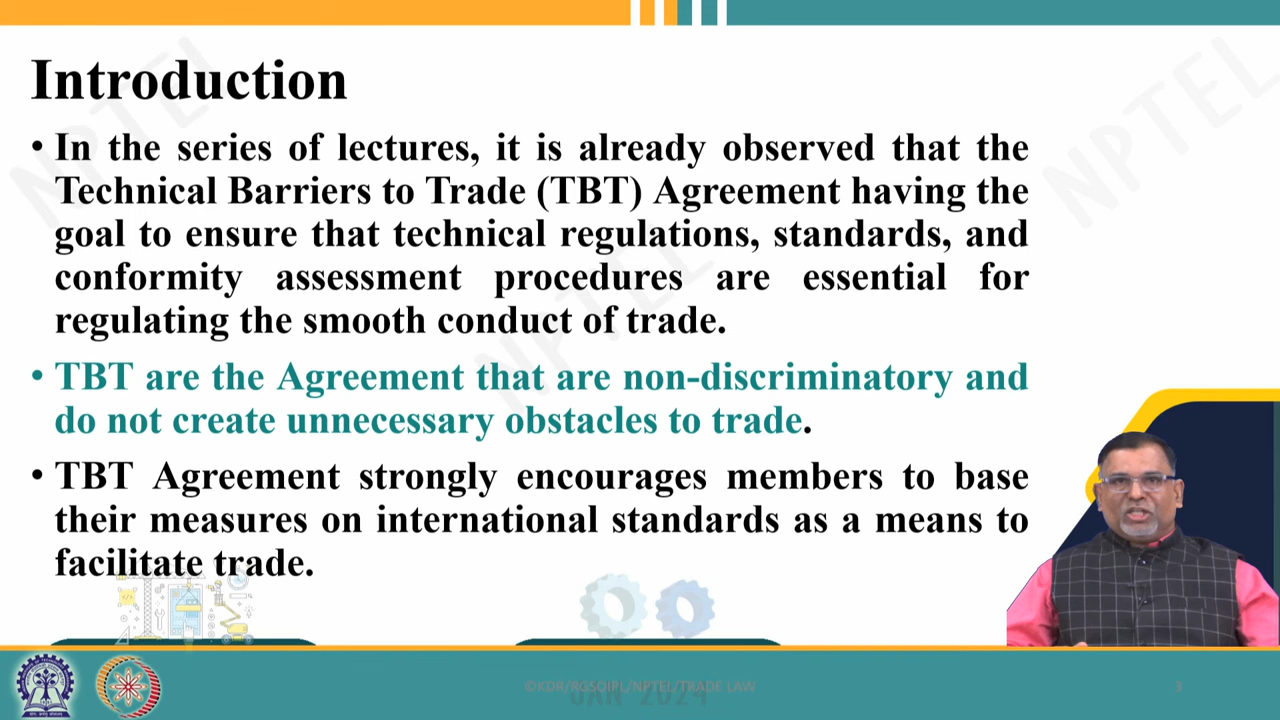 Introduction
• In the series of lectures, it is already observed that the
Technical Barriers to Trade (TBT) Agreement having the
goal to ensure that technical regulations, standards, and
conformity assessment procedures are essential for
regulating the smooth conduct of trade.
• TBT are the Agreement that are non-discriminatory and
do not create unnecessary obstacles to trade.
• TBT Agreement strongly encourages members to base
their measures on international standards as a means to
facilitate trade.
NPTEL
NPTEL
NPTEL
©KDR/RGSOIPL/NPTEL/TRADE LAW
JAN 2024
3